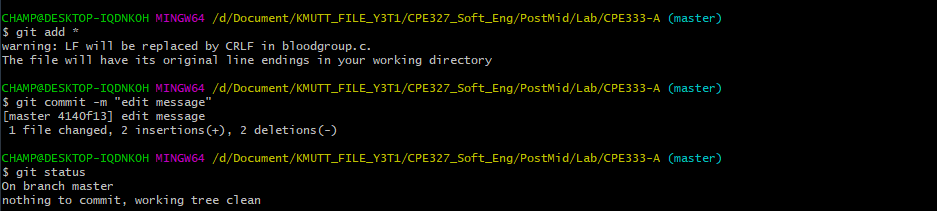 CHAMP@DESKTOP-IQDNKOH MINGW64 /d/Document/KMUTT_FILE_Y3T1/CPE327_Soft_Eng/PostMid/Lab/CPE333-A (master)
$ git add *
warning: LF will be replaced by CRLF in bloodgroup.c.
The file will have its original line endings in your working directory
CHAMP@DESKTOP-IQDNKOH MINGW64 /d/Document/KMUTT_FILE_Y3T1/CPE327_Soft_Eng/PostMid/Lab/CPE333-A (master)
$ git commit -m "edit message"
[master 4140f13] edit message
 1 file changed, 2 insertions(+), 2 deletions(-)
CHAMP@DESKTOP-IQDNKOH MINGW64 /d/Document/KMUTT_FILE_Y3T1/CPE327_Soft_Eng/PostMid/Lab/CPE333-A (master)
$ git status
On branch master
nothing to commit, working tree clean